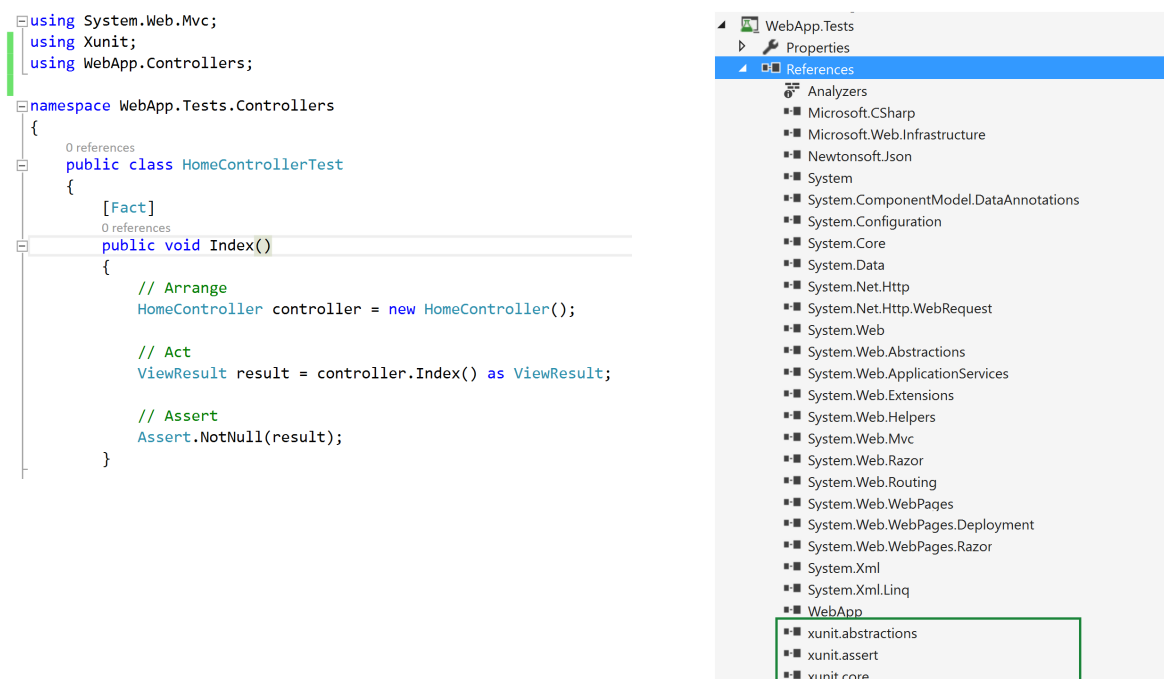 using System.Web.Mvc;
using Xunit;
using WebApp.Controllers;
namespace WebApp.Tests.Controllers
{
0 references
public class HomeControllerTest
{
[Fact]
0 references
public void Index()
{
// Arrange
HomeController controller = new HomeController();
// Act
ViewResult result = controller.Index() as ViewResult;
// Assert
Assert.NotNull(result);
}
WebApp.Tests
Properties
References
Analyzers
Microsoft.CSharp
Microsoft.Web.Infrastructure
Newtonsoft.Json
System
System.ComponentModel.DataAnnotations
System.Configuration
System.Core
System.Data
System.Net.Http
System.Net.Http.WebRequest
System.Web
System.Web.Abstractions
System.Web.ApplicationServices
System.Web.Extensions
System.Web.Helpers
System.Web.Mvc
System.Web.Razor
System.Web.Routing
System.Web.WebPages
System.Web.WebPages.Deployment
System.Web.WebPages.Razor
System.Xml
System.Xml.Linq
WebApp
xunit.abstractions
xunit.assert
xunit.core